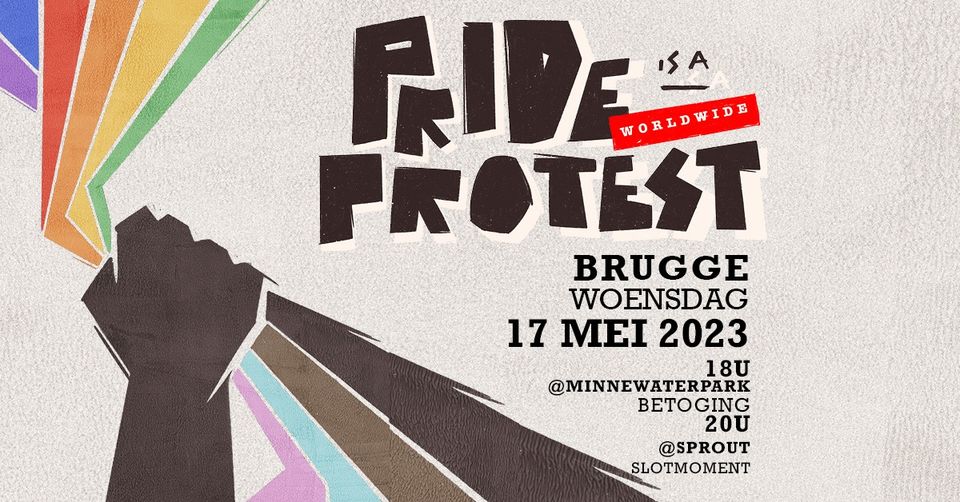 PRIDE IS A
WORLDWIDE
PROTEST
BRUGGE
WOENSDAG
17 MEI 2023
18U
@MINNEWATERPARK
BETOGING
20U
@SPROUT
SLOTMOMENT